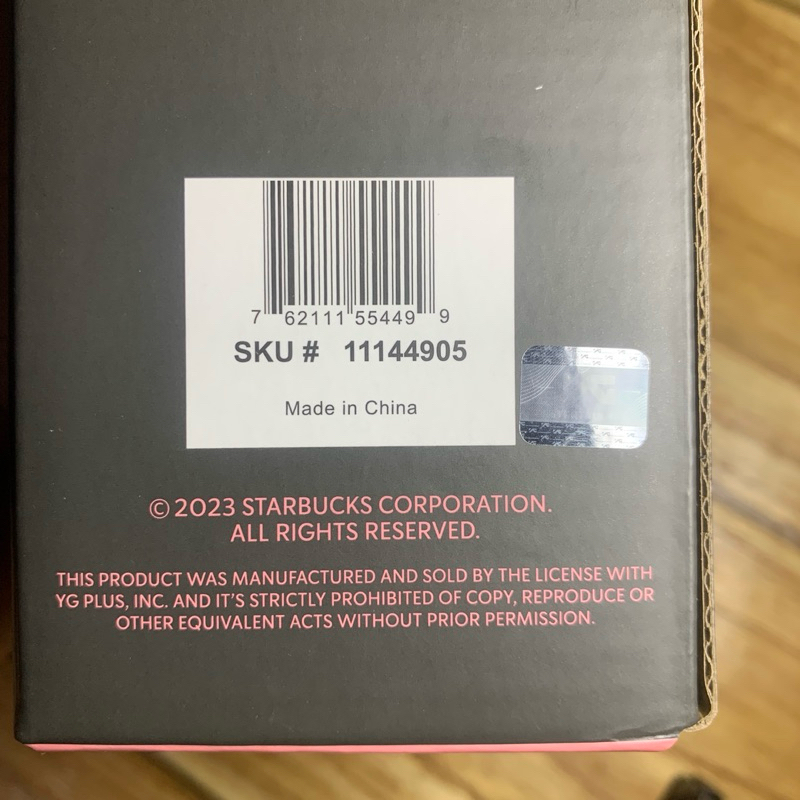 7 62111 55449 9
SKU # 11144905
Made in China
© 2023 STARBUCKS CORPORATION.
ALL RIGHTS RESERVED.
THIS PRODUCT WAS MANUFACTURED AND SOLD BY THE LICENSE WITH
YG PLUS, INC. AND IT'S STRICTLY PROHIBITED OF COPY, REPRODUCE OR
OTHER EQUIVALENT ACTS WITHOUT PRIOR PERMISSION.